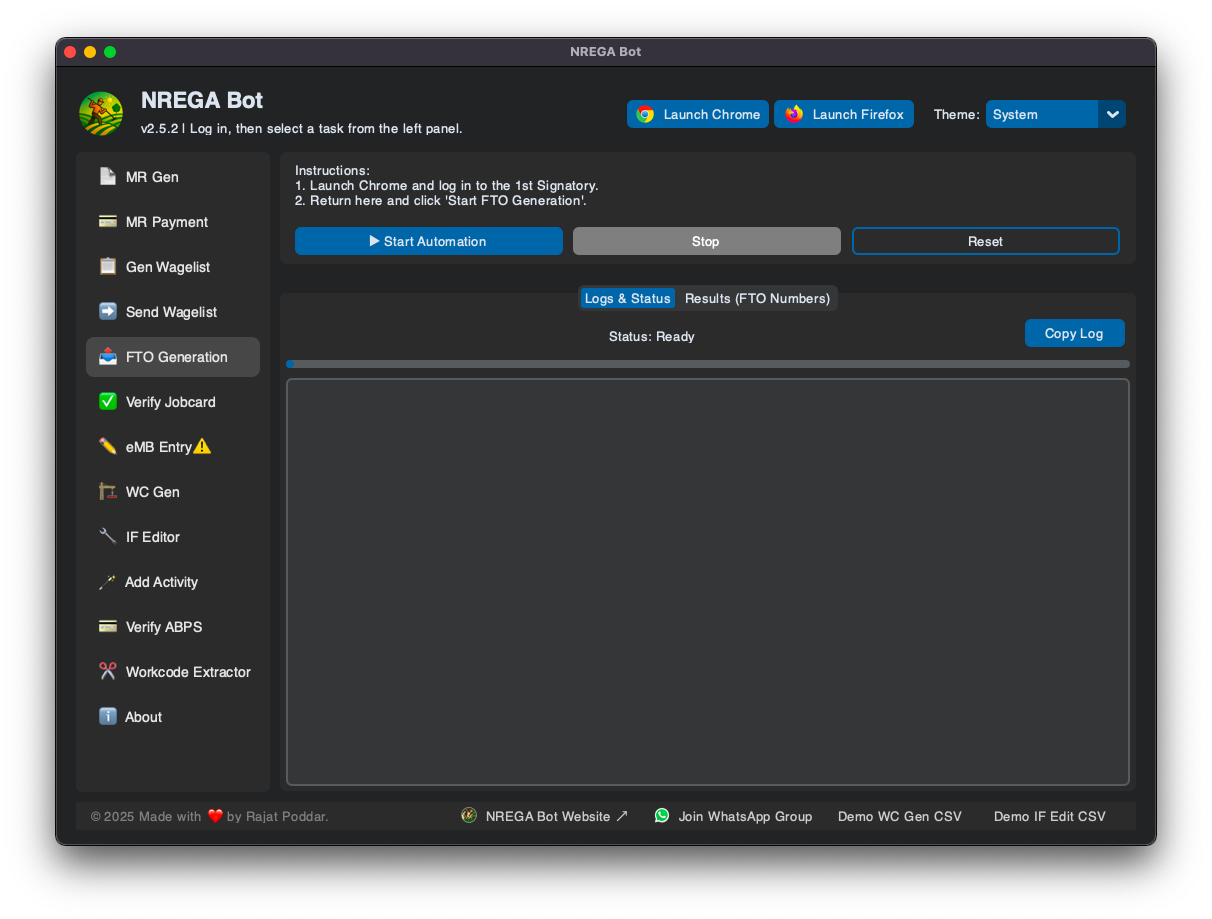 NREGA Bot
NREGA Bot
v2.5.2 | Log in, then select a task from the left panel.
Launch Chrome
Launch Firefox
Theme:
System
MR Gen
MR Payment
Gen Wagelist
Send Wagelist
FTO Generation
Verify Jobcard
eMB Entry⚠️
WC Gen
IF Editor
Add Activity
Verify ABPS
Workcode Extractor
About
Instructions:
1. Launch Chrome and log in to the 1st Signatory.
2. Return here and click 'Start FTO Generation'.
▶ Start Automation
Stop
Reset
Logs & Status
Results (FTO Numbers)
Status: Ready
Copy Log
© 2025 Made with ❤️ by Rajat Poddar.
NREGA Bot Website ↗
Join WhatsApp Group
Demo WC Gen CSV
Demo IF Edit CSV